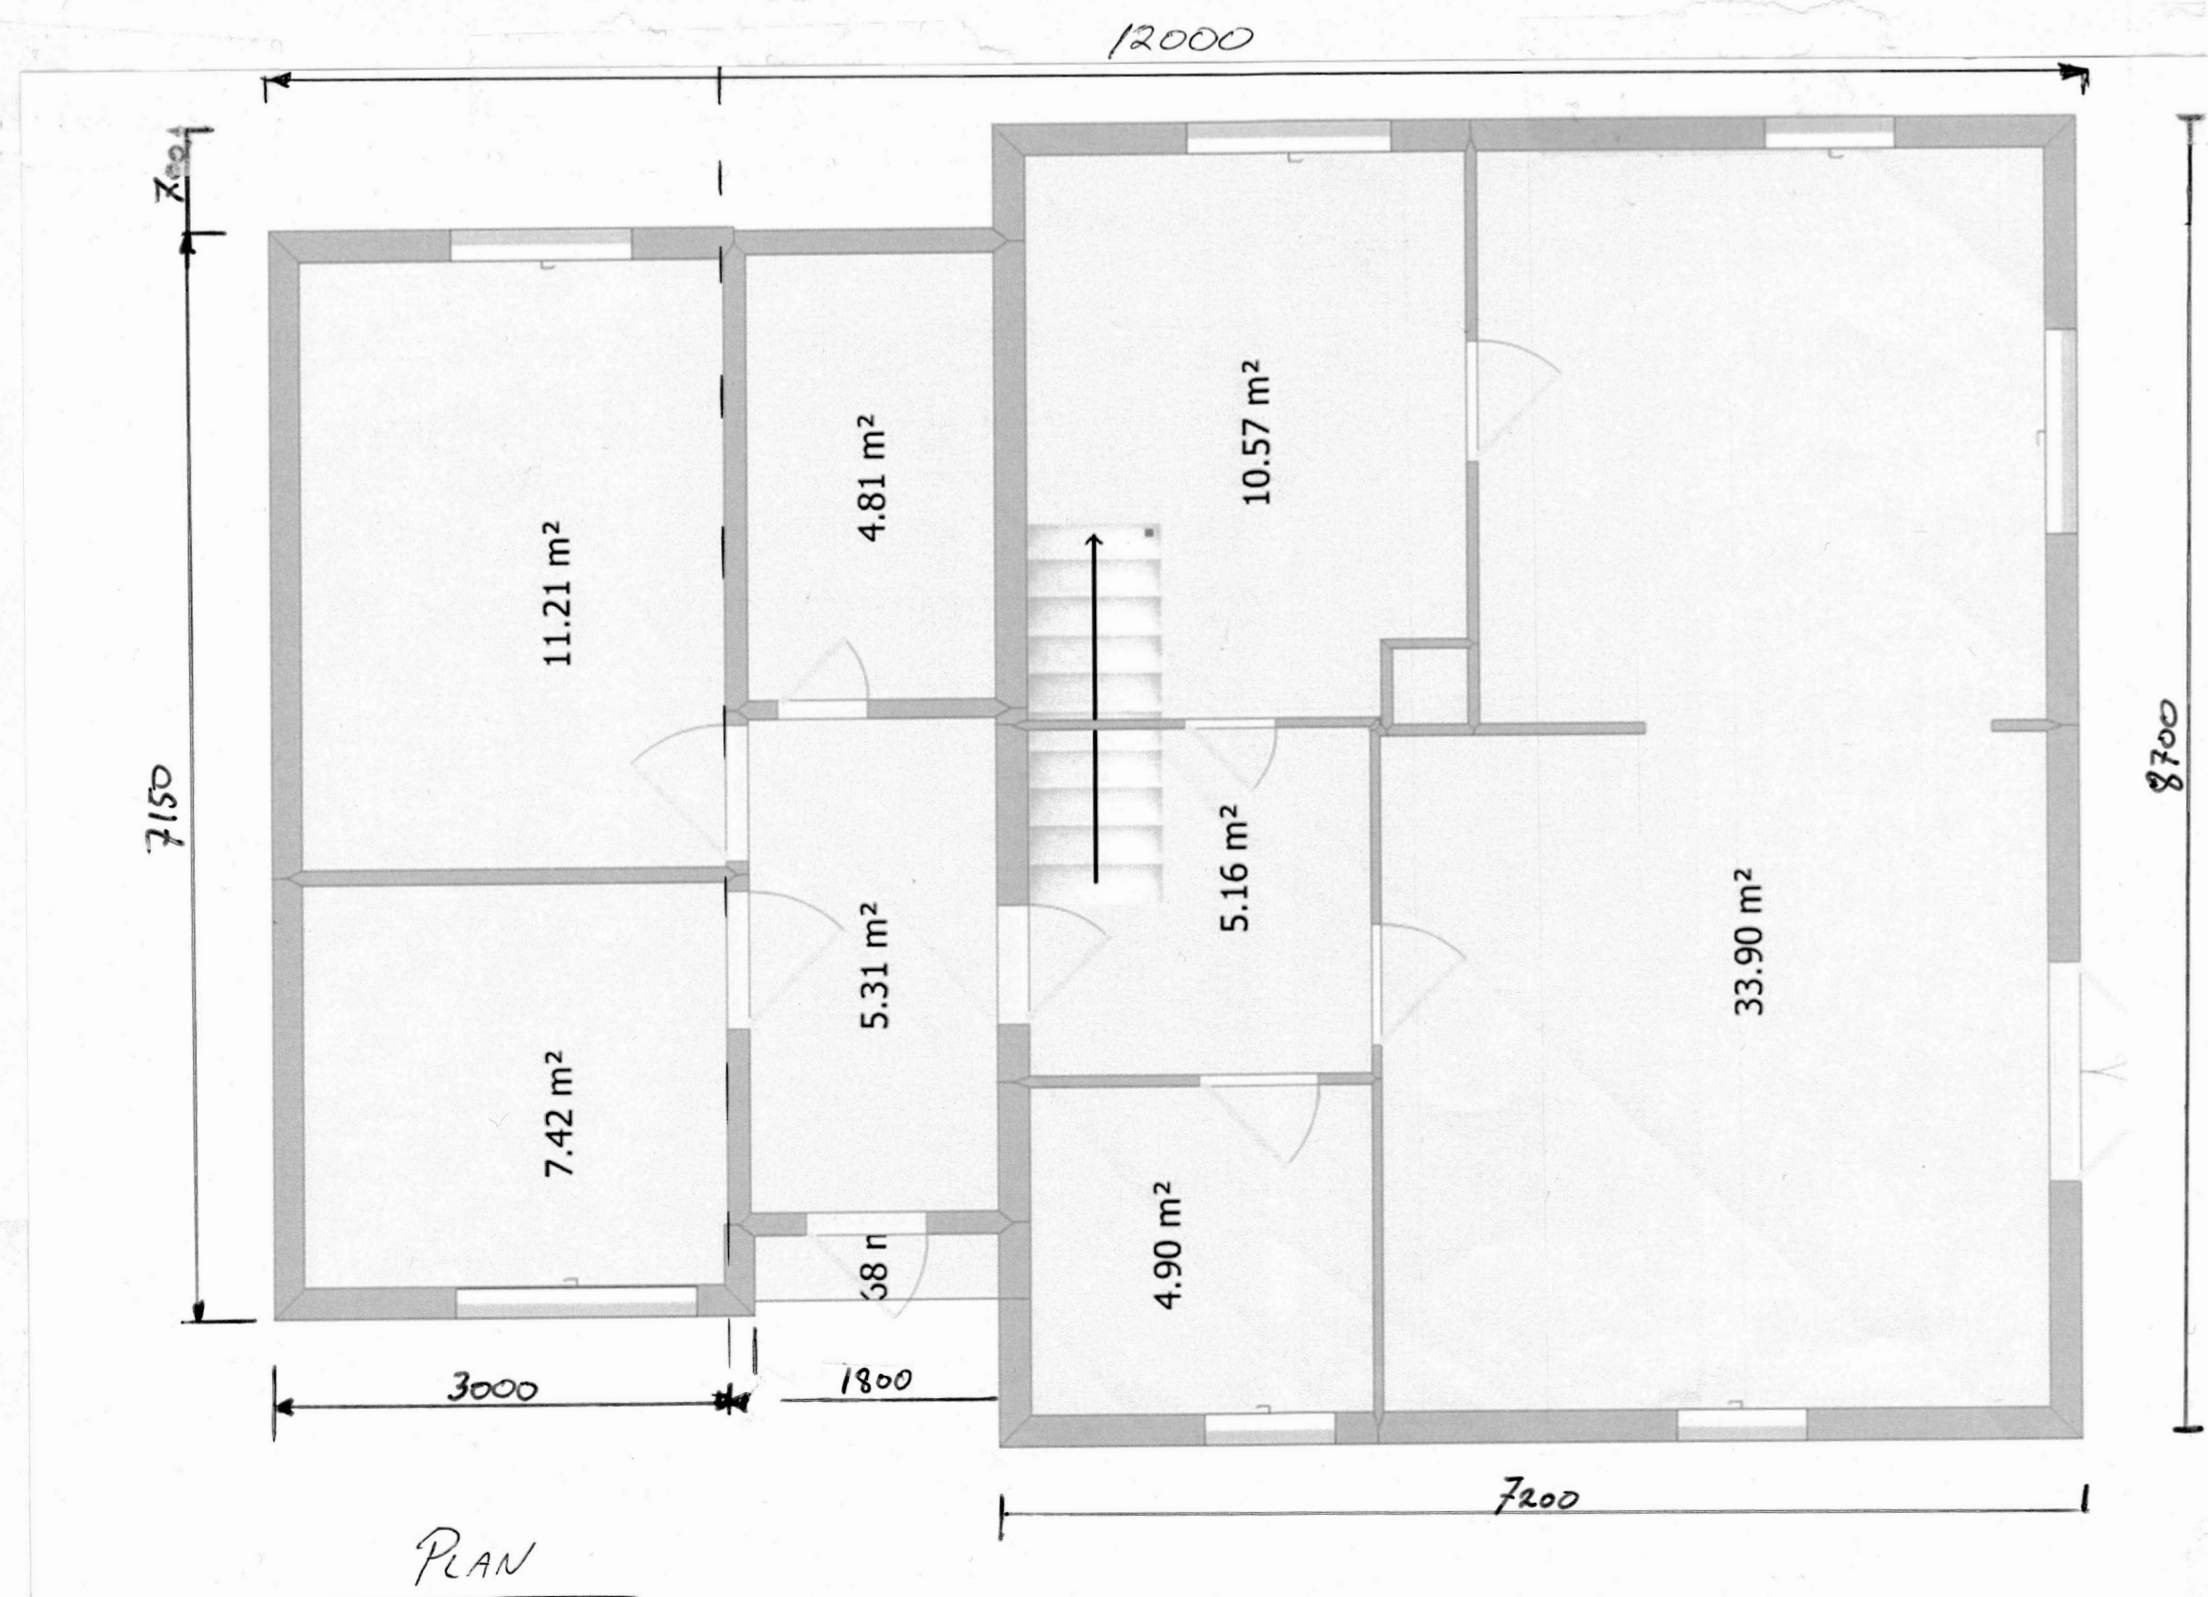 12000
700
11.21 m²
4.81 m²
10.57 m²
7150
8700
5.31 m²
5.16 m²
33.90 m²
7.42 m²
4.90 m²
3000
1800
7200
PLAN